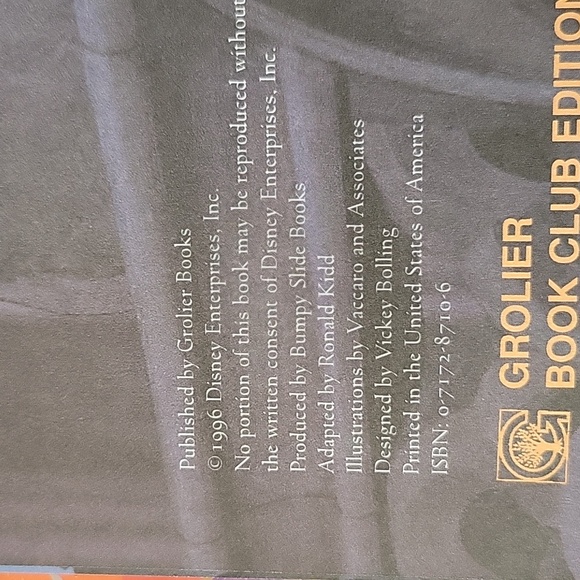 Published by Grolier Books
© 1996 Disney Enterprises, Inc.
No portion of this book may be reproduced without
the written consent of Disney Enterprises, Inc.
Produced by Bumpy Slide Books
Adapted by Ronald Kidd
Illustrations by Vaccaro and Associates
Designed by Vickey Bolling
Printed in the United States of America
ISBN: 0-7172-8710-6
GROLIER
BOOK CLUB EDITION